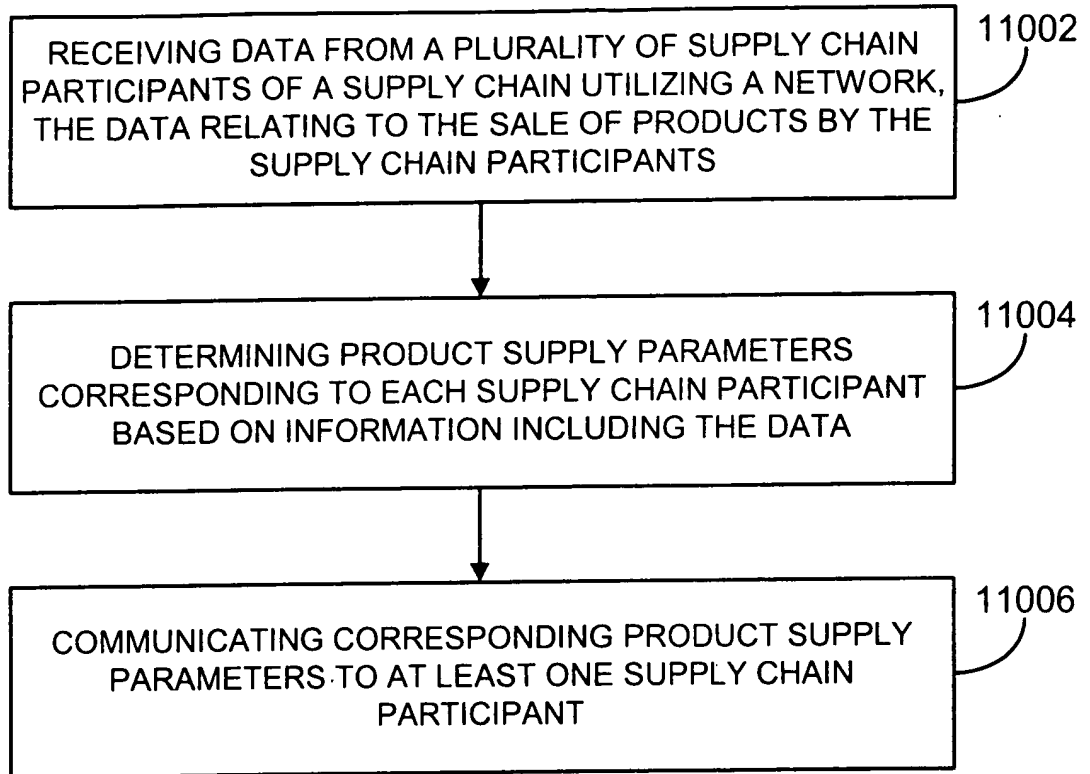 RECEIVING DATA FROM A PLURALITY OF SUPPLY CHAIN
PARTICIPANTS OF A SUPPLY CHAIN UTILIZING A NETWORK,
THE DATA RELATING TO THE SALE OF PRODUCTS BY THE
SUPPLY CHAIN PARTICIPANTS
11002
DETERMINING PRODUCT SUPPLY PARAMETERS
CORRESPONDING TO EACH SUPPLY CHAIN PARTICIPANT
BASED ON INFORMATION INCLUDING THE DATA
11004
COMMUNICATING CORRESPONDING PRODUCT SUPPLY
PARAMETERS TO AT LEAST ONE SUPPLY CHAIN
PARTICIPANT
11006